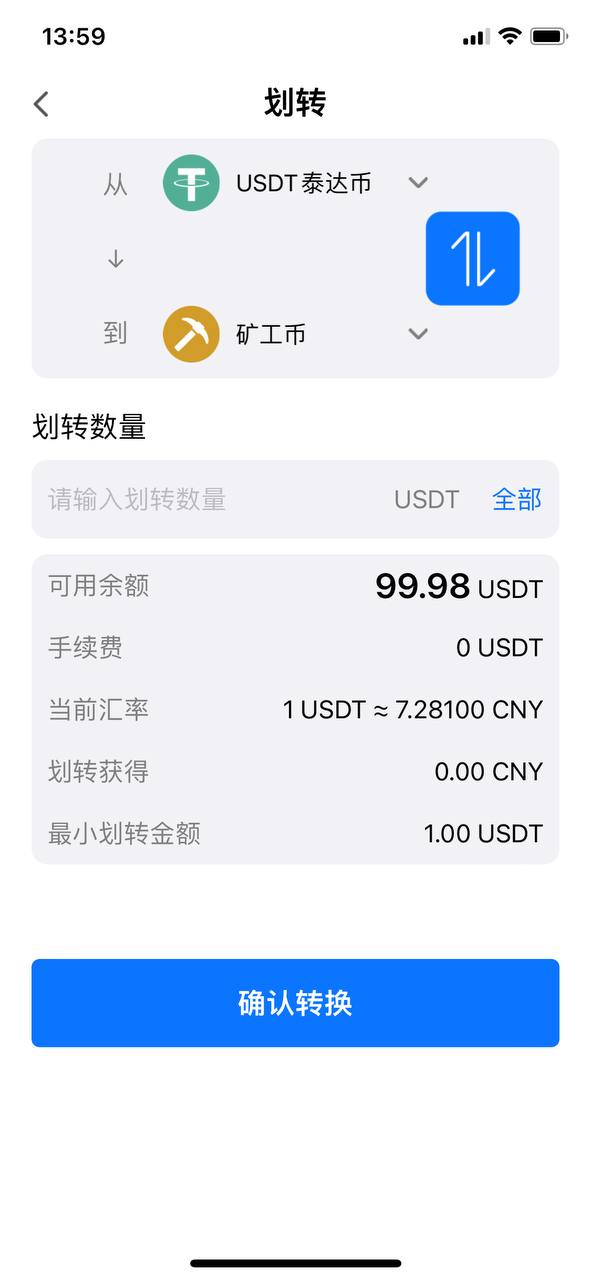 13:59
划转
从 USDT泰达币
↓
到 矿工币
划转数量
请输入划转数量 USDT 全部
可用余额 99.98 USDT
手续费 0 USDT
当前汇率 1 USDT ≈ 7.28100 CNY
划转获得 0.00 CNY
最小划转金额 1.00 USDT
确认转换